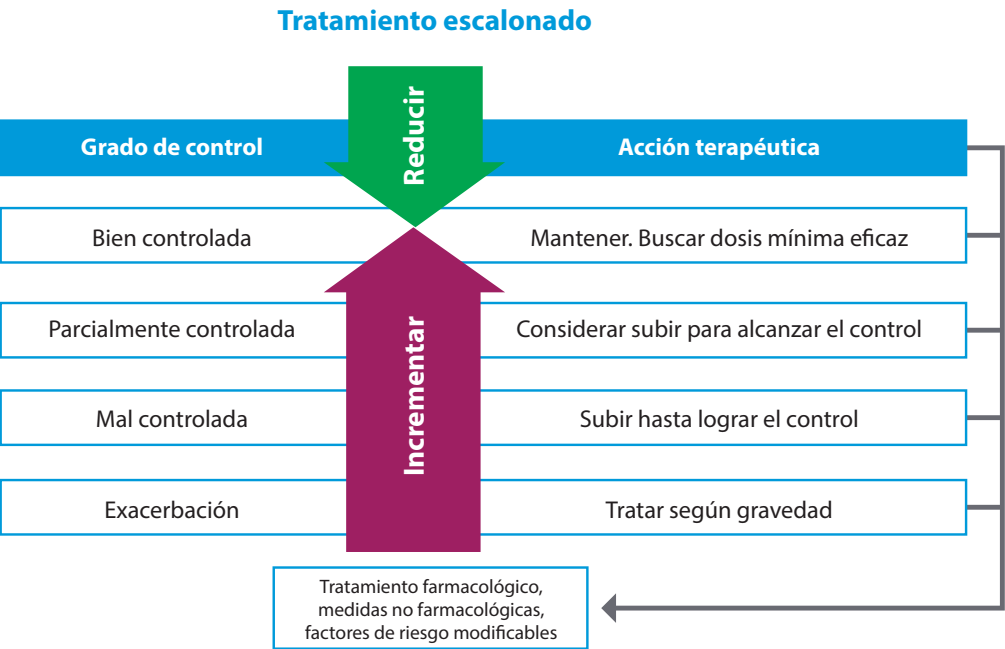 Tratamiento escalonado
Reducir
Grado de control
Acción terapéutica
Bien controlada
Mantener. Buscar dosis mínima eficaz
Incrementar
Parcialmente controlada
Considerar subir para alcanzar el control
Mal controlada
Subir hasta lograr el control
Exacerbación
Tratar según gravedad
Tratamiento farmacológico,
medidas no farmacológicas,
factores de riesgo modificables